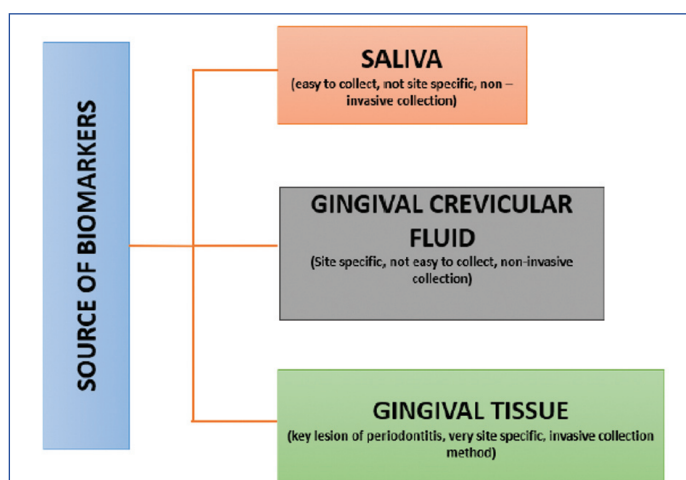 SOURCE OF BIOMARKERS
SALIVA
(easy to collect, not site specific, non –
invasive collection)
GINGIVAL CREVICULAR
FLUID
(Site specific, not easy to collect, non-invasive
collection)
GINGIVAL TISSUE
(key lesion of periodontitis, very site specific, invasive collection
method)